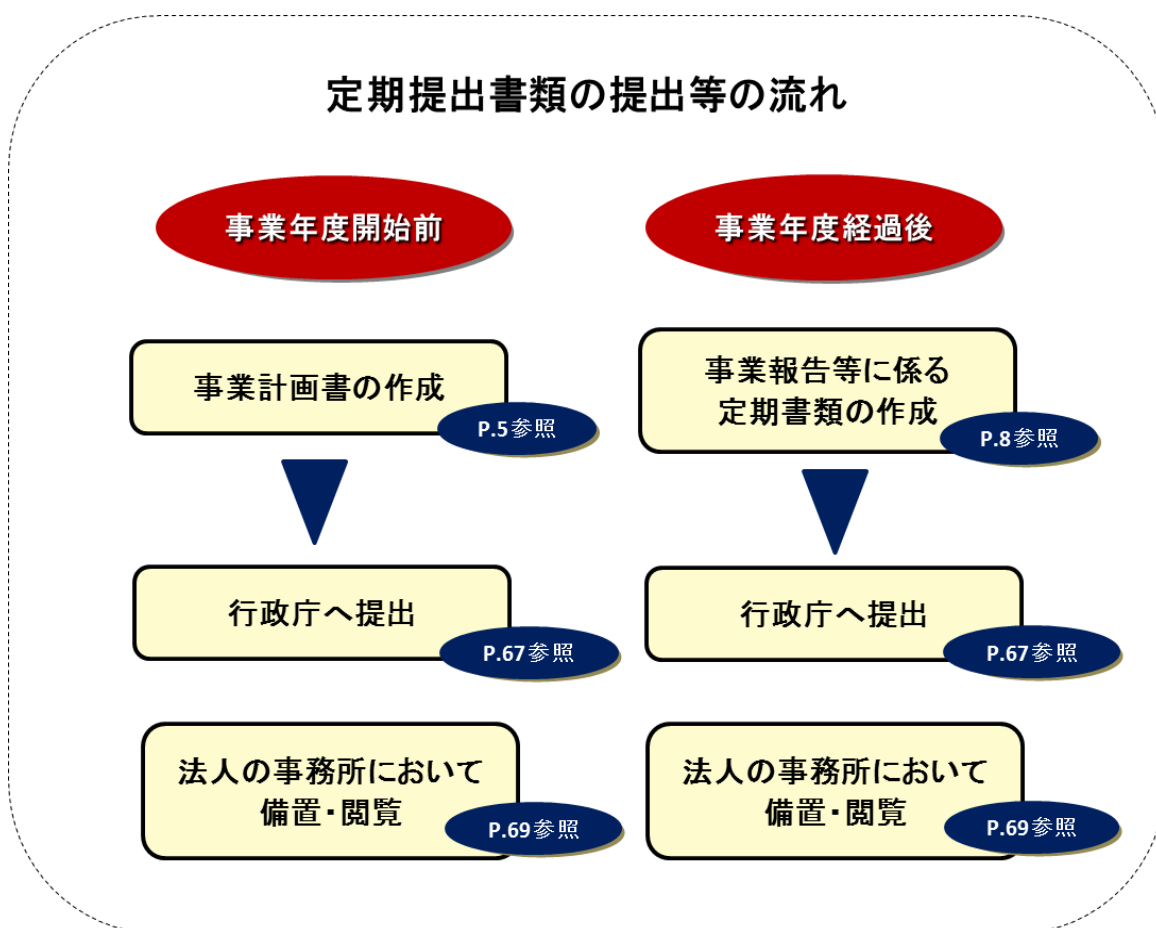 定期提出書類の提出等の流れ
事業年度開始前
事業計画書の作成
P.5参照
行政庁へ提出
P.67参照
法人の事務所において
備置・閲覧
P.69参照
事業年度経過後
事業報告等に係る
定期書類の作成
P.8参照
行政庁へ提出
P.67参照
法人の事務所において
備置・閲覧
P.69参照